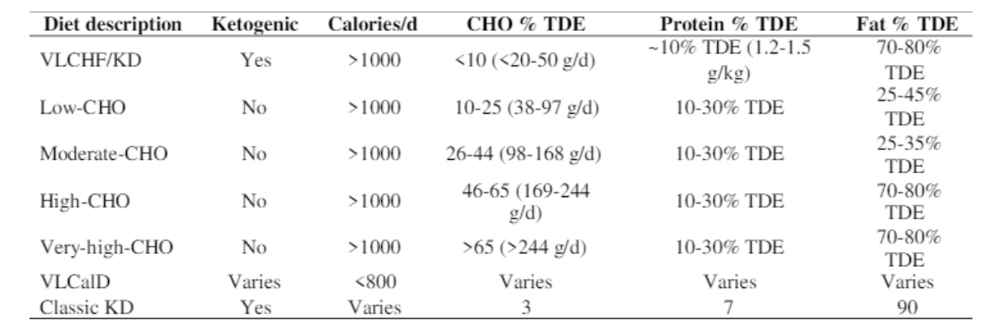 Diet description Ketogenic Calories/d CHO % TDE Protein % TDE Fat % TDE
VLCHF/KD Yes >1000 <10 (<20-50 g/d) ~10% TDE (1.2-1.5 g/kg) 70-80% TDE
Low-CHO No >1000 10-25 (38-97 g/d) 10-30% TDE 25-45% TDE
Moderate-CHO No >1000 26-44 (98-168 g/d) 10-30% TDE 25-35% TDE
High-CHO No >1000 46-65 (169-244 g/d) 10-30% TDE 70-80% TDE
Very-high-CHO No >1000 >65 (>244 g/d) 10-30% TDE 70-80% TDE
VLCalD Varies <800 Varies Varies Varies
Classic KD Yes Varies 3 7 90